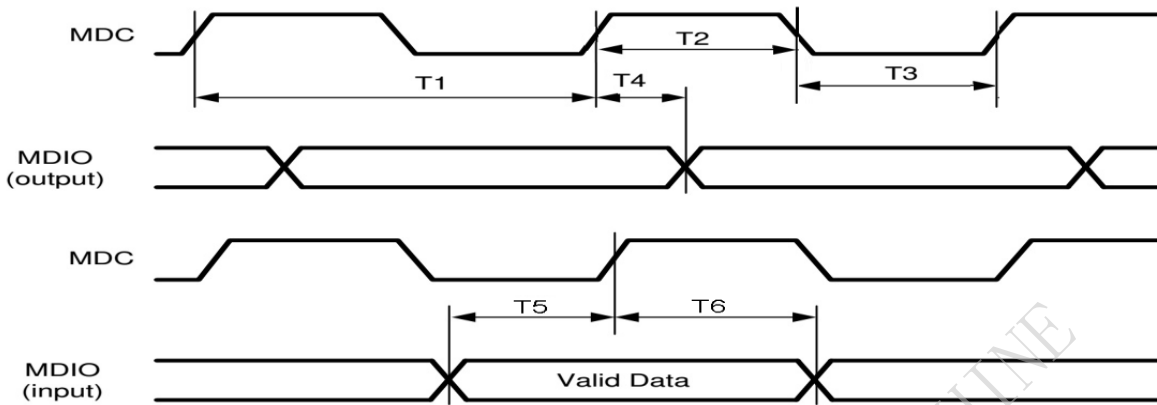 MDC
T2
T3
T1
T4
MDIO
(output)
MDC
T5
T6
MDIO
(input)
Valid Data